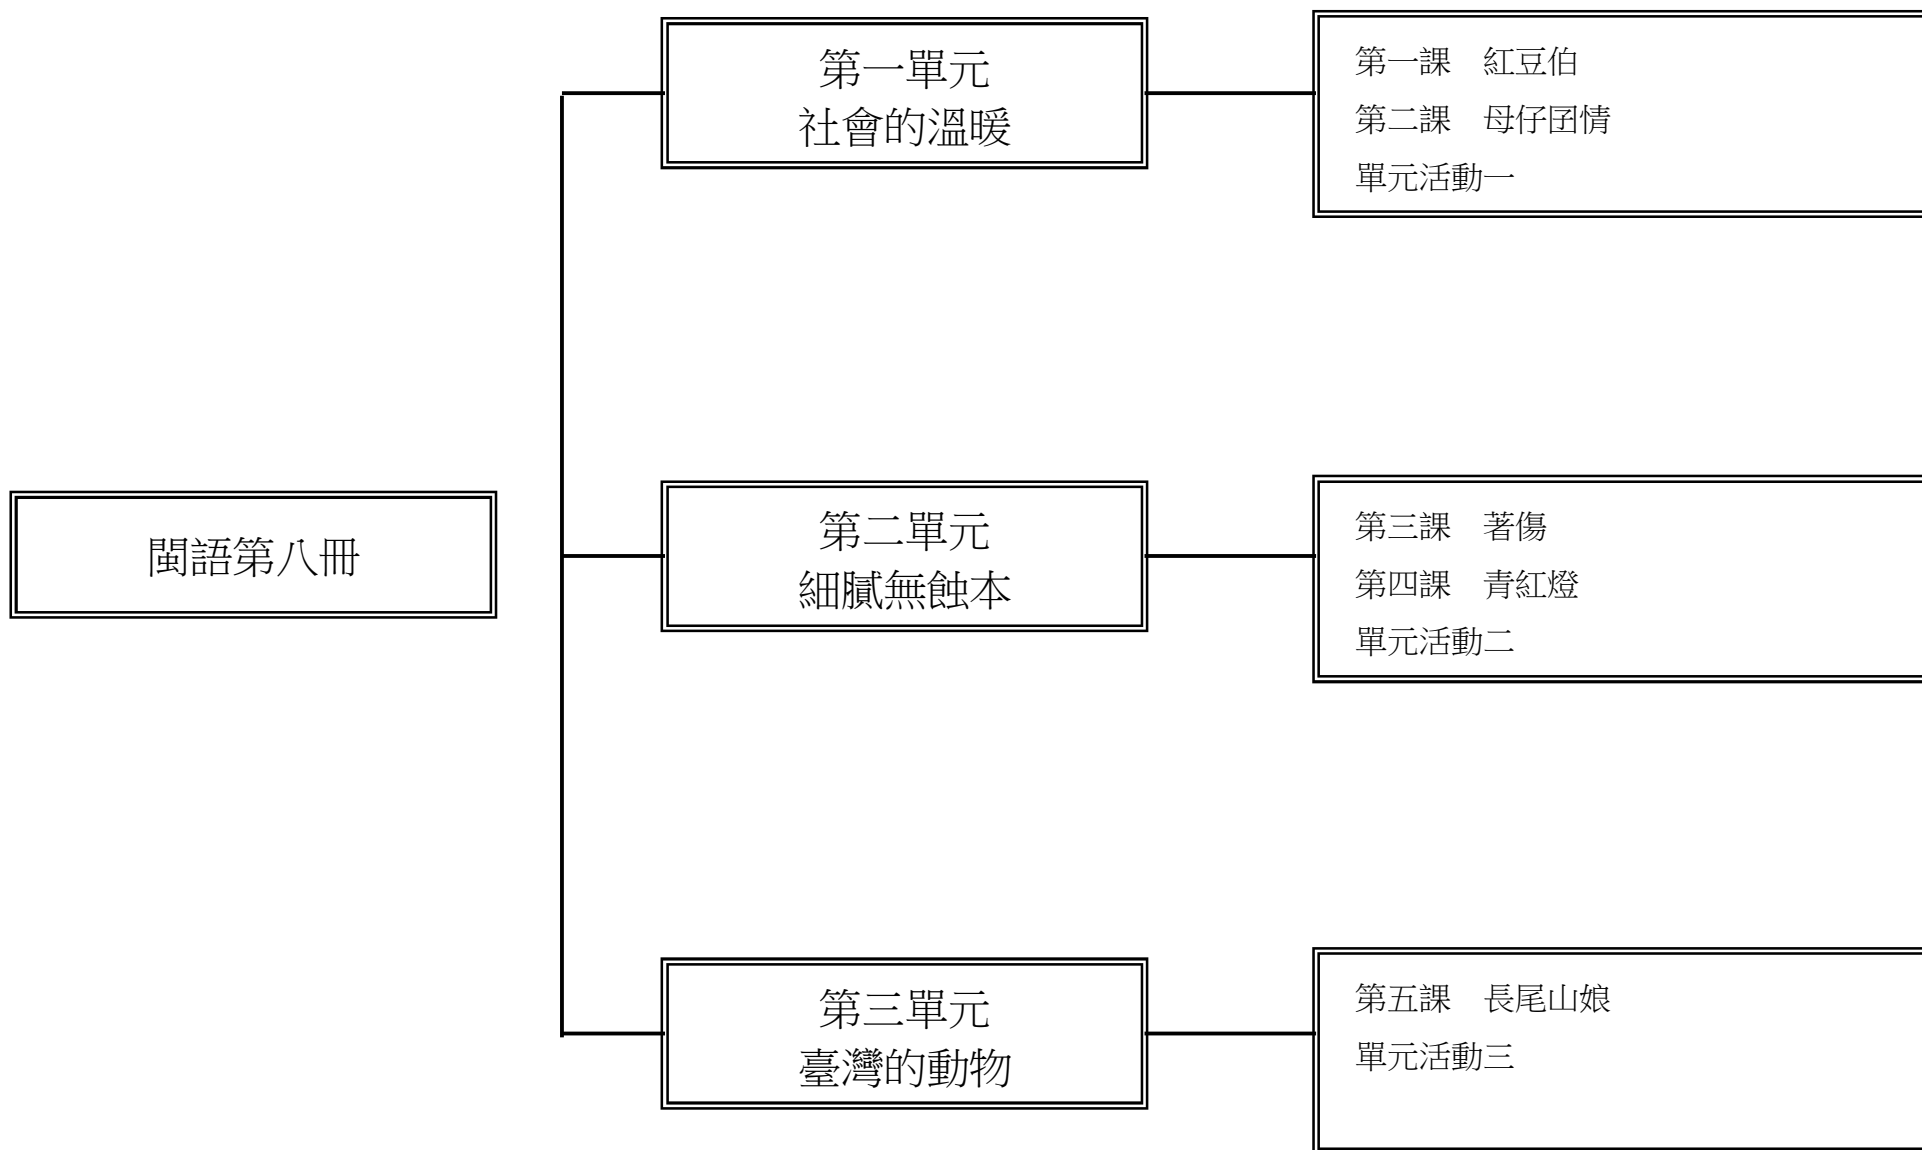 閩語第八冊
第一單元
社會的溫暖
第一課　紅豆伯
第二課　母仔囝情
單元活動一
第二單元
細膩無蝕本
第三課　著傷
第四課　青紅燈
單元活動二
第三單元
臺灣的動物
第五課　長尾山娘
單元活動三